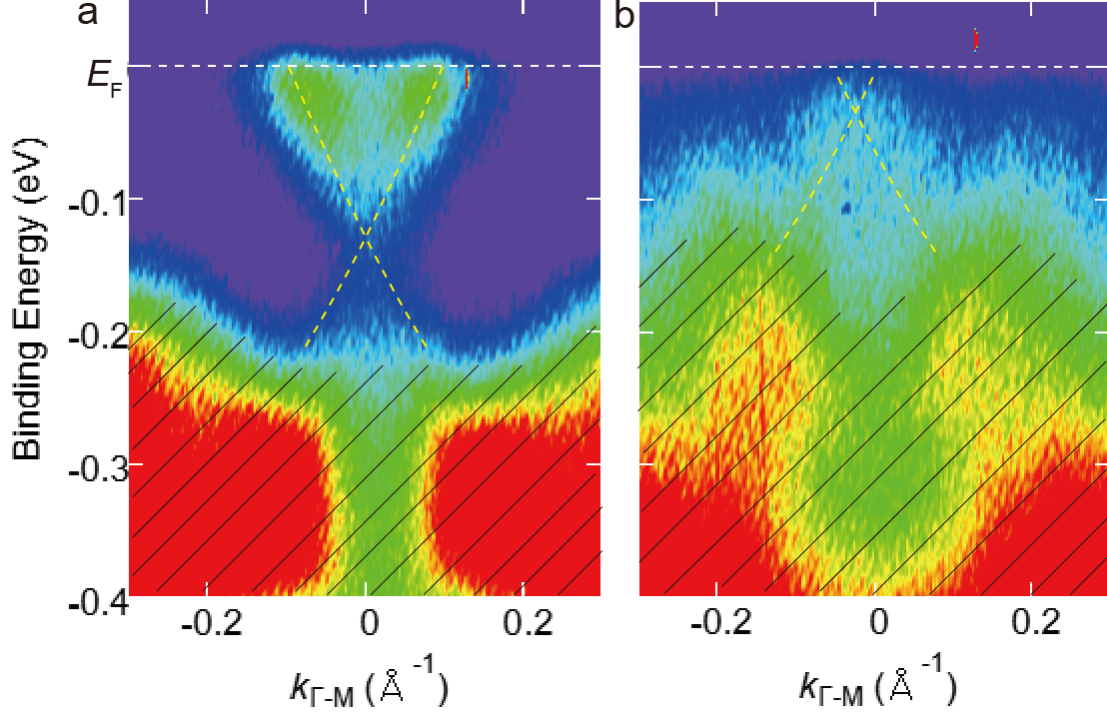 a
b
E_F
Binding Energy (eV)
-0.1
-0.2
-0.3
-0.4
-0.2 0 0.2
-0.2 0 0.2
k_Γ-M (Å⁻¹)
k_Γ-M (Å⁻¹)